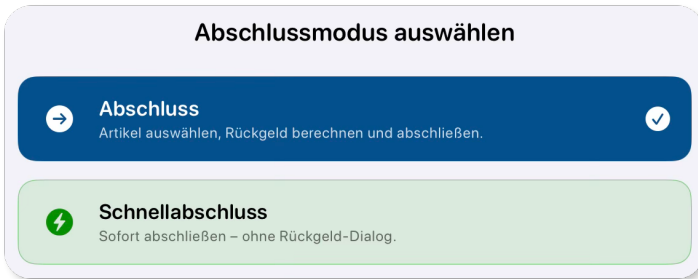 Abschlussmodus auswählen
Abschluss
Artikel auswählen, Rückgeld berechnen und abschließen.
Schnellabschluss
Sofort abschließen – ohne Rückgeld-Dialog.